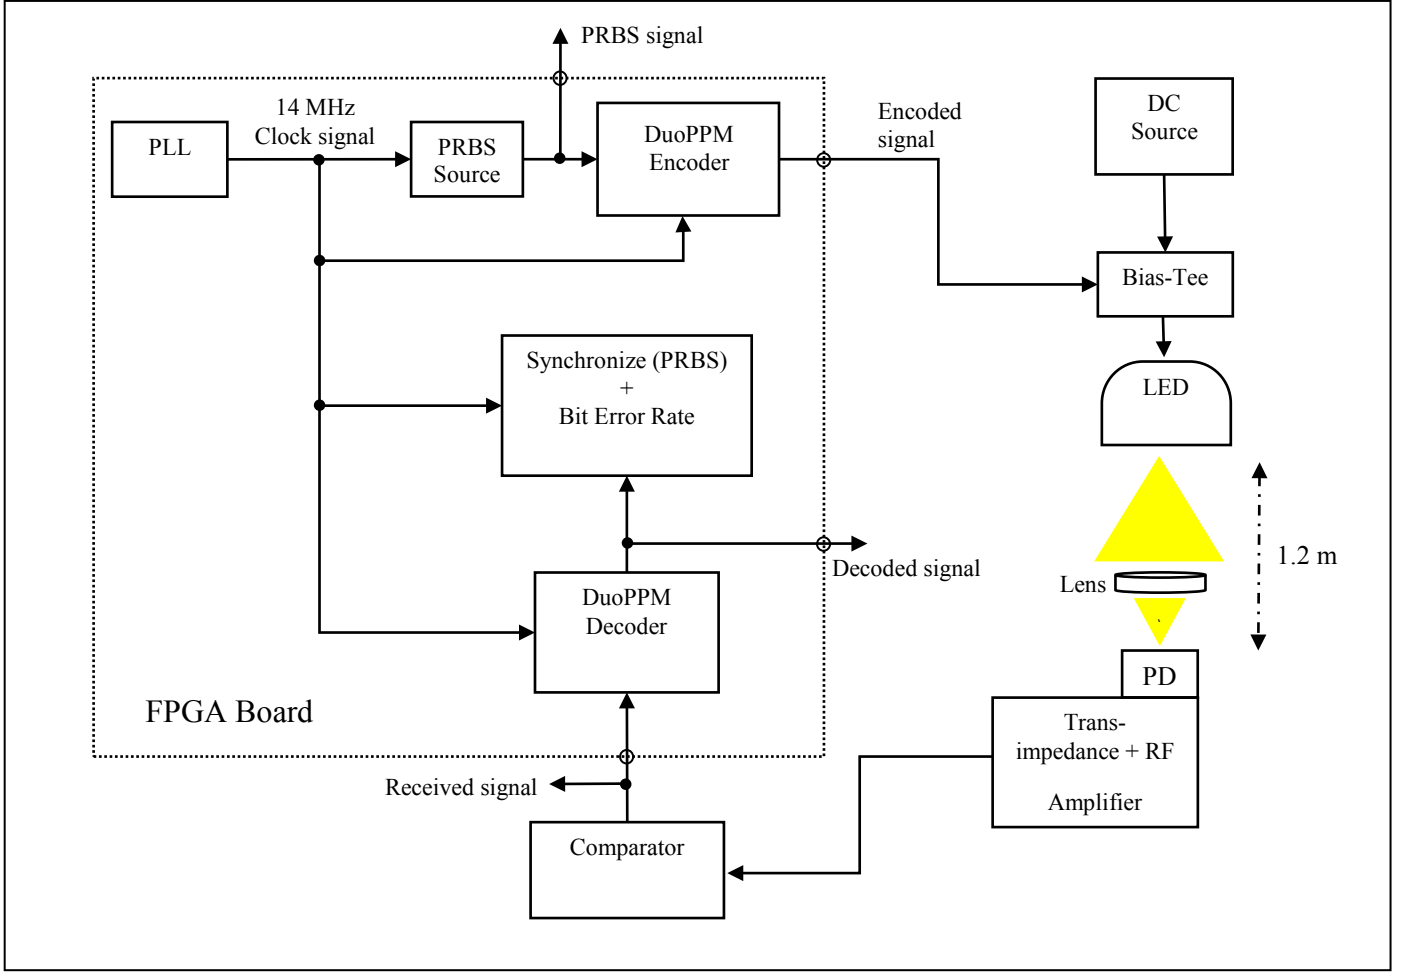 PRBS signal
14 MHz
Clock signal
PLL
PRBS
Source
DuoPPM
Encoder
Encoded
signal
DC
Source
Bias-Tee
LED
Synchronize (PRBS)
+
Bit Error Rate
1.2 m
Lens
Decoded signal
DuoPPM
Decoder
PD
FPGA Board
Trans-
impedance + RF
Amplifier
Received signal
Comparator